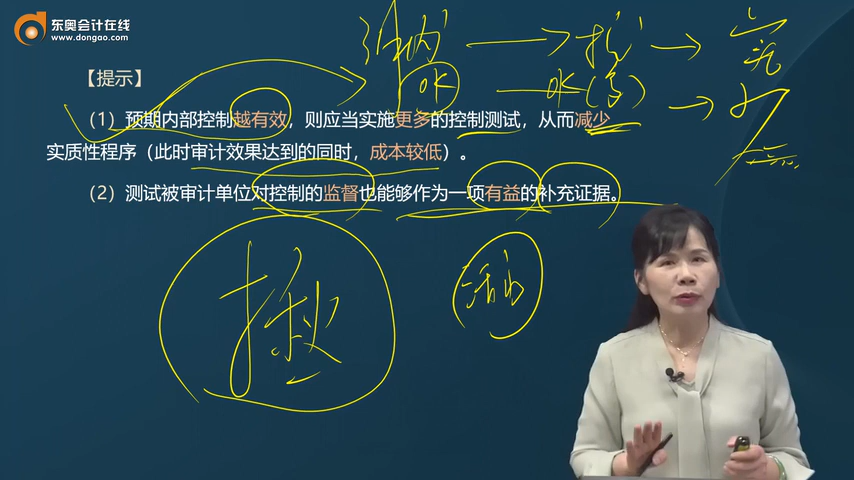 东奥会计在线
www.dongao.com
【提示】
（1）预期内部控制越有效，则应当实施更多的控制测试，从而减少
实质性程序（此时审计效果达到的同时，成本较低）。
（2）测试被审计单位对控制的监督也能够作为一项有益的补充证据。
OK
OK